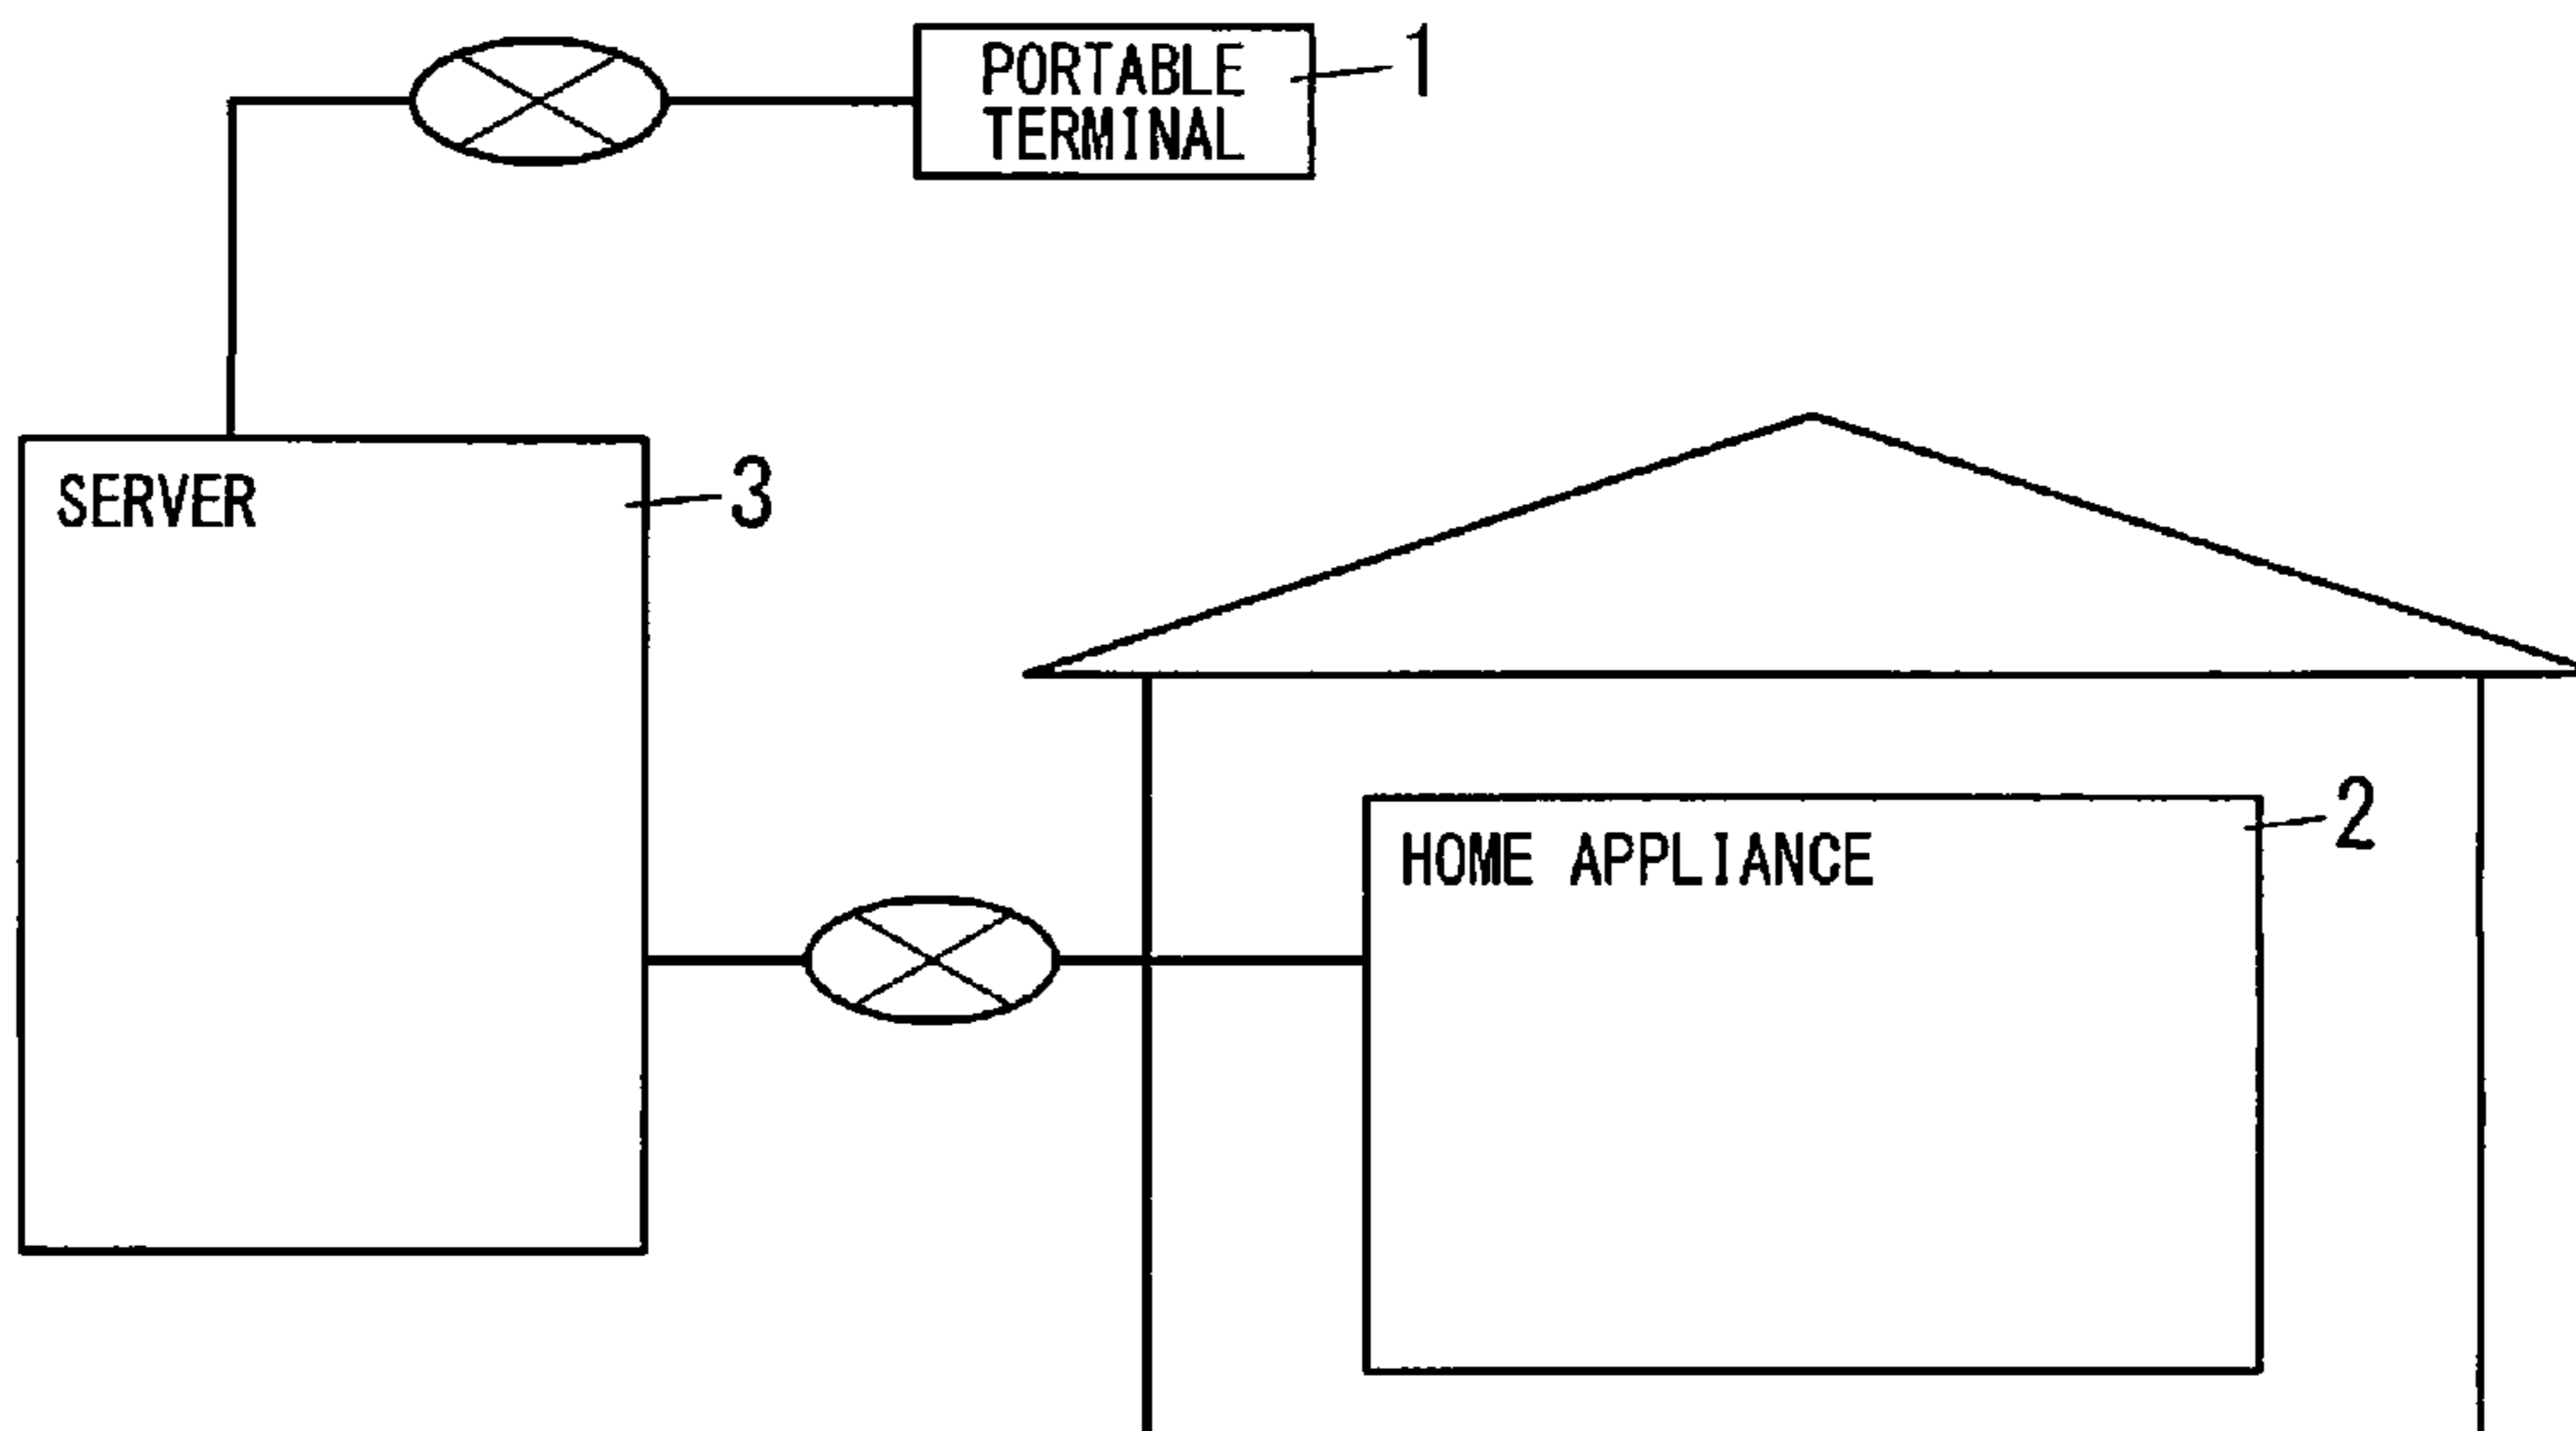 PORTABLE
TERMINAL
1
SERVER
3
HOME APPLIANCE
2